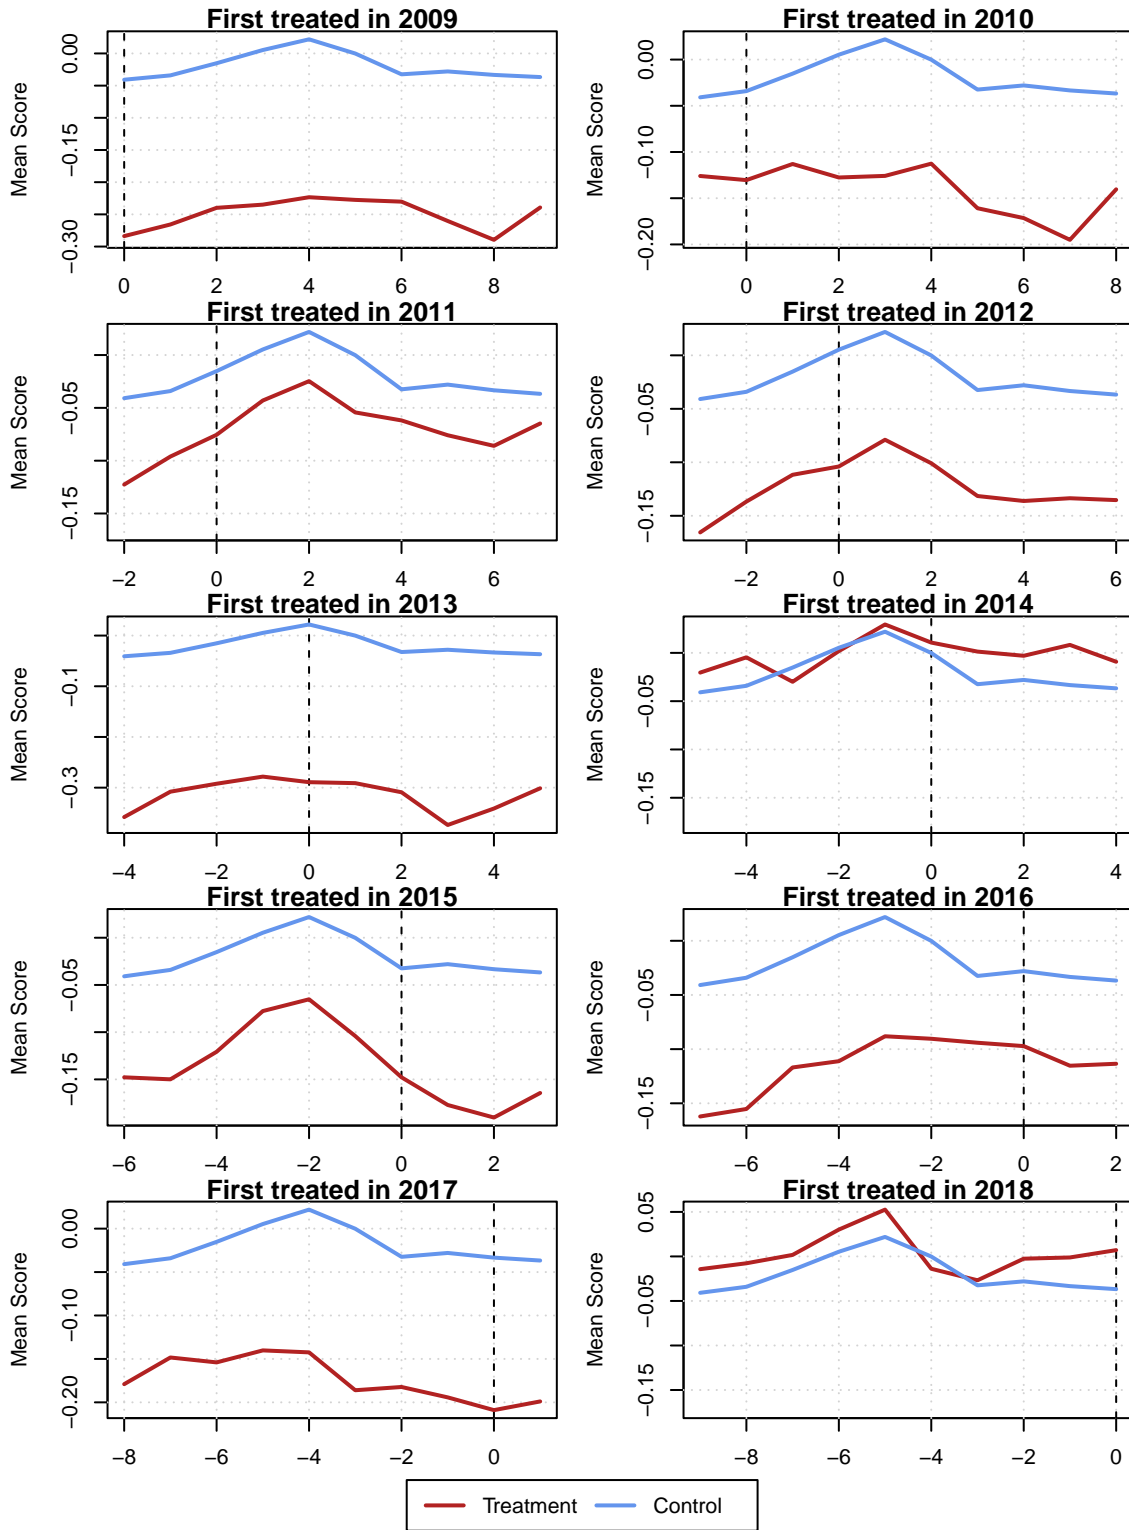 First treated in 2009
Mean Score
0.00
−0.15
−0.30
0 2 4 6 8
First treated in 2010
Mean Score
0.00
−0.10
−0.20
0 2 4 6 8
First treated in 2011
Mean Score
−0.05
−0.15
−2 0 2 4 6
First treated in 2012
Mean Score
−0.05
−0.15
−2 0 2 4 6
First treated in 2013
Mean Score
−0.1
−0.3
−4 −2 0 2 4
First treated in 2014
Mean Score
−0.05
−0.15
−4 −2 0 2 4
First treated in 2015
Mean Score
−0.05
−0.15
−6 −4 −2 0 2
First treated in 2016
Mean Score
−0.05
−0.15
−6 −4 −2 0 2
First treated in 2017
Mean Score
0.00
−0.10
−0.20
−8 −6 −4 −2 0
First treated in 2018
Mean Score
0.05
−0.05
−0.15
−8 −6 −4 −2 0
Treatment Control